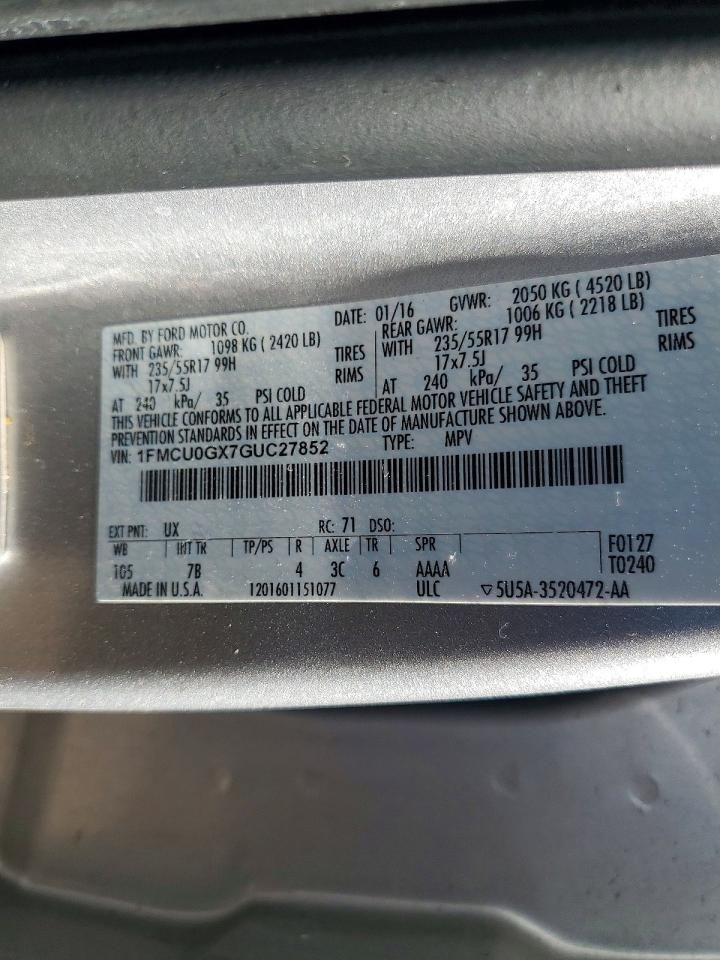 MFD. BY FORD MOTOR CO.
DATE: 01/16 GVWR: 2050 KG ( 4520 LB)
FRONT GAWR: 1098 KG ( 2420 LB)
WITH 235/55R17 99H TIRES
17x7.5J RIMS
AT 240 kPa/ 35 PSI COLD
REAR GAWR: 1006 KG ( 2218 LB)
WITH 235/55R17 99H TIRES
17x7.5J RIMS
AT 240 kPa/ 35 PSI COLD
THIS VEHICLE CONFORMS TO ALL APPLICABLE FEDERAL MOTOR VEHICLE SAFETY AND THEFT
PREVENTION STANDARDS IN EFFECT ON THE DATE OF MANUFACTURE SHOWN ABOVE.
VIN: 1FMCU0GX7GUC27852 TYPE: MPV
EXT PNT: UX RC: 71 DSO:
WB INT TR TP/PS R AXLE TR SPR F0127
105 7B 4 3C 6 AAAA T0240
MADE IN U.S.A. 1201601151077 ULC ▽5U5A-3520472-AA